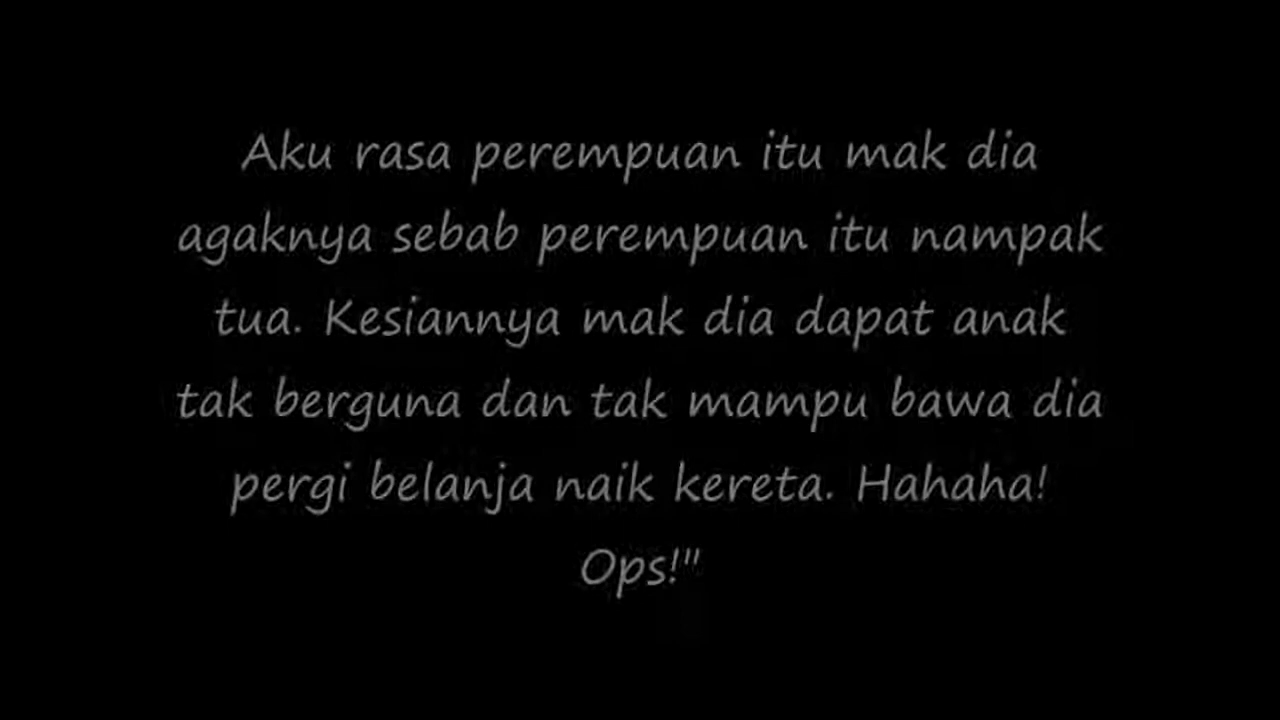 Aku rasa perempuan itu mak dia
agaknya sebab perempuan itu nampak
tua. Kesiannya mak dia dapat anak
tak berguna dan tak mampu bawa dia
pergi belanja naik kereta. Hahaha!
Ops!"